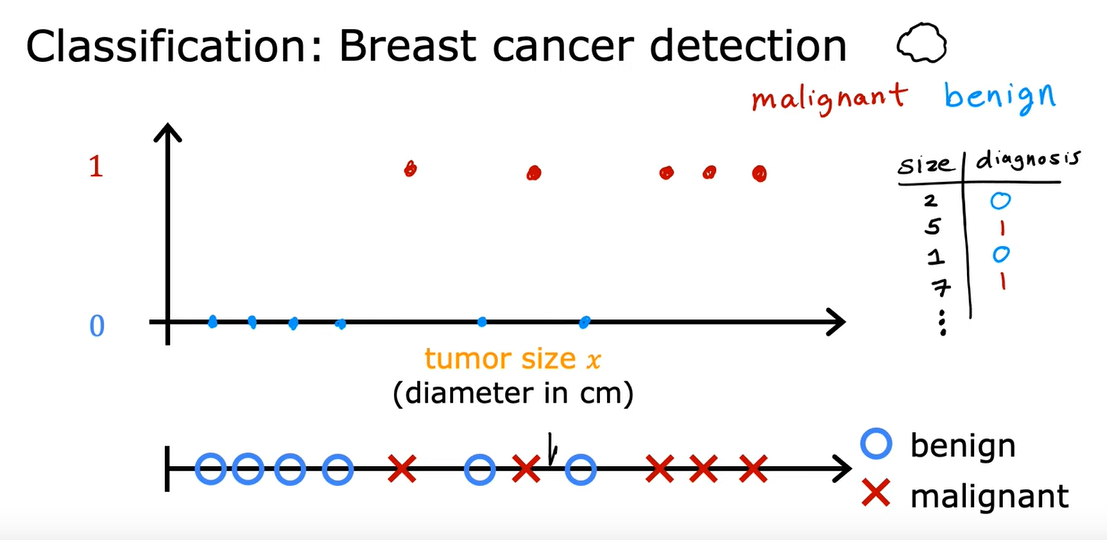 Classification: Breast cancer detection
malignant benign
1
0
tumor size x
(diameter in cm)
size diagnosis
2 0
5 1
1 0
7 1
benign
malignant